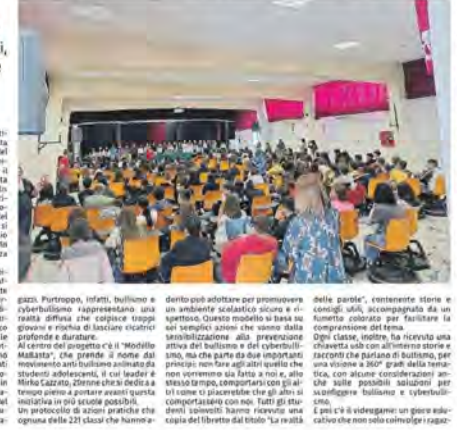 gazzi. Purtroppo, infatti, bullismo e
cyberbullismo rappresentano una
realtà diffusa che colpisce troppi
giovani e rischia di lasciare cicatrici
profonde e durature.
Al centro del progetto c'è il "Modello
MaBasta", che prende il nome dal
movimento anti bullismo animato da
studenti adolescenti, il cui leader è
Mirko Cazzato, 20enne che si dedica a
tempo pieno a portare avanti questa
iniziativa in più scuole possibili.
Un protocollo di azioni pratiche che
ognuna delle 221 classi che hanno a-
derito può adottare per promuovere
un ambiente scolastico sicuro e ri-
spettoso. Questo modello si basa su
sei semplici azioni che vanno dalla
sensibilizzazione alla prevenzione
attiva del bullismo e del cyberbulli-
smo, ma che parte da due importanti
principi: non fare agli altri quello che
non vorremmo sia fatto a noi e, allo
stesso tempo, comportarsi con gli al-
tri come ci piacerebbe che gli altri si
comportassero con noi. Tutti gli stu-
denti coinvolti hanno ricevuto una
copia del libretto dal titolo "La realtà
delle parole", contenente storie e
consigli utili, accompagnato da un
fumetto colorato per facilitare la
comprensione del tema.
Ogni classe, inoltre, ha ricevuto una
chiavetta usb con all'interno storie e
racconti che parlano di bullismo, per
una visione a 360° gradi della tema-
tica, con alcune considerazioni an-
che sulle possibili soluzioni per
sconfiggere bullismo e cyberbulli-
smo.
E poi c'è il videogame: un gioco edu-
cativo che non solo coinvolge i ragaz-